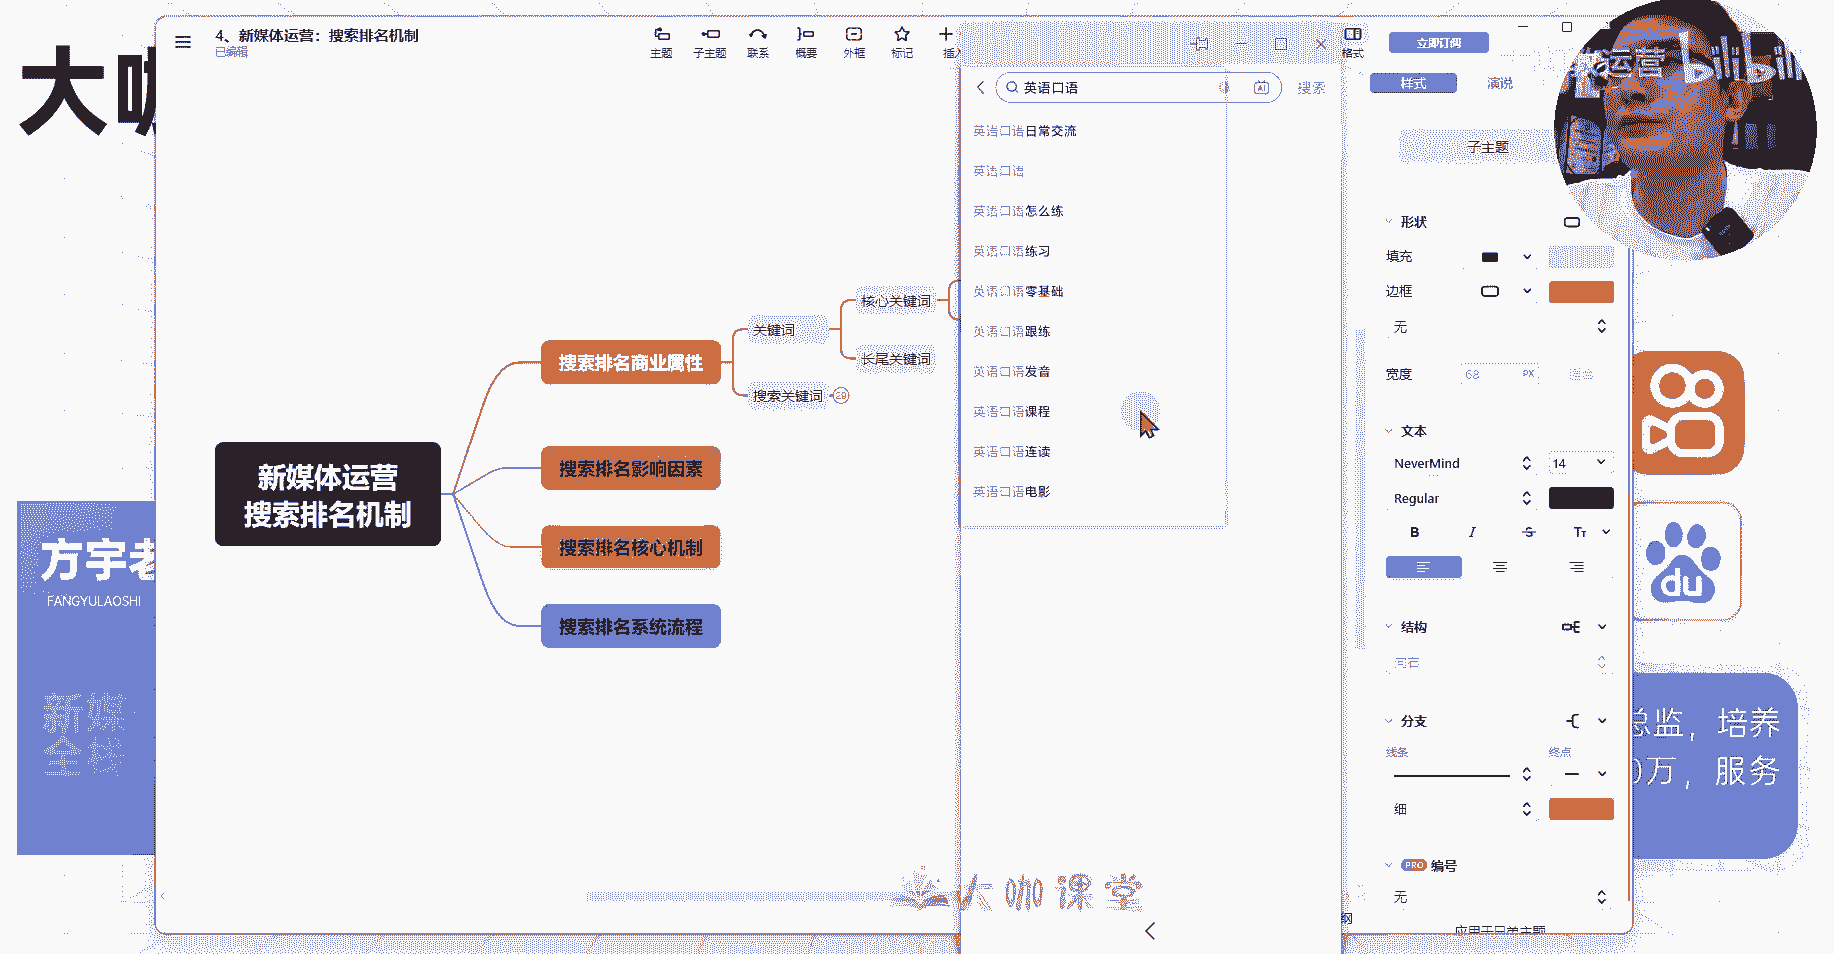 大咖
方宇老
FANGYULAOSHI
新媒
全栈
4、新媒体运营：搜索排名机制
已编辑
主题
子主题
联系
概要
外框
标记
格式
新媒体运营
搜索排名机制
搜索排名商业属性
搜索排名影响因素
搜索排名核心机制
搜索排名系统流程
关键词
搜索关键词
29
核心关键词
长尾关键词
英语口语
AI
搜索
英语口语日常交流
英语口语
英语口语怎么练
英语口语练习
英语口语零基础
英语口语跟练
英语口语发音
英语口语课程
英语口语连读
英语口语电影
立即订阅
样式
演说
子主题
形状
填充
边框
无
宽度
68
PX
文本
NeverMind
14
Regular
B
I
S
TT
结构
向右
分支
线条
终点
细
PRO
编号
无
应用于兄弟主题
运营
bilibili
du
总监，培养
0万，服务
大咖课堂